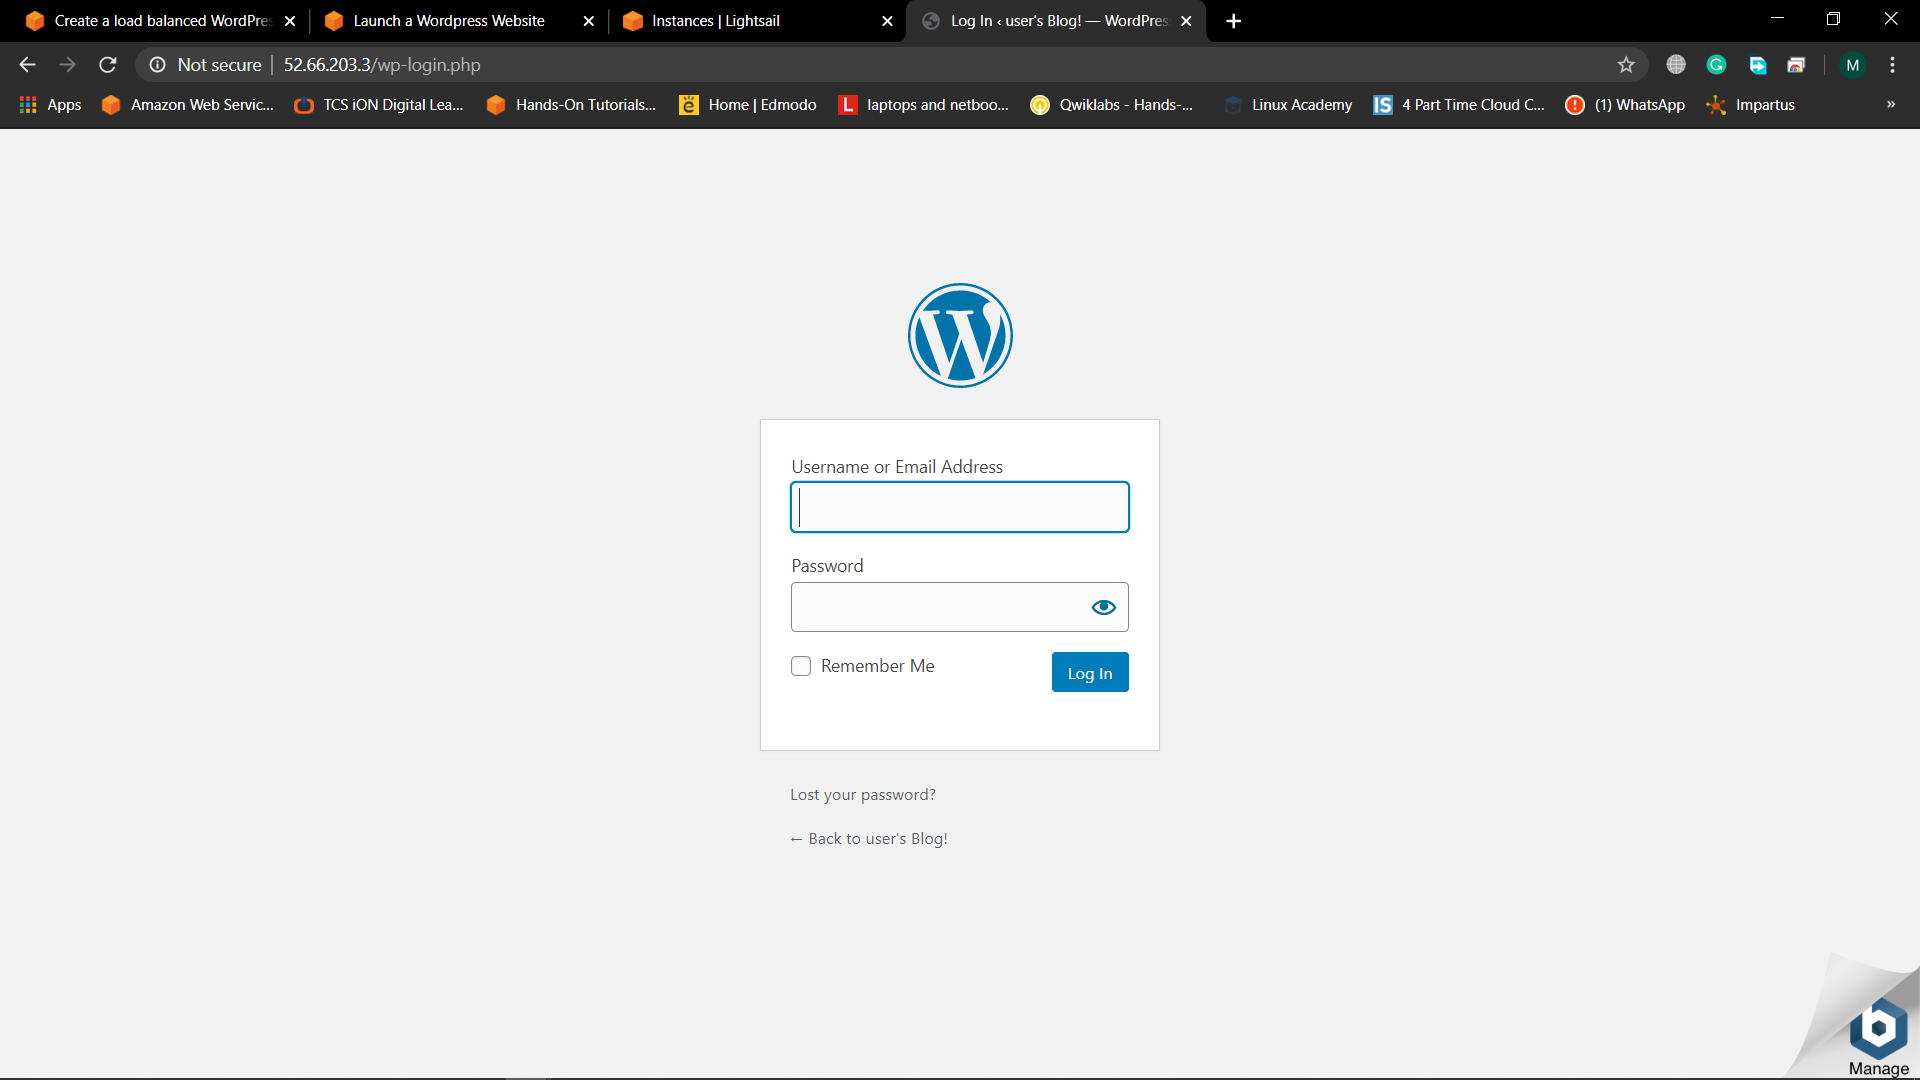 Create a load balanced WordPres
Launch a Wordpress Website
Instances | Lightsail
Log In ‹ user's Blog! — WordPres
Not secure | 52.66.203.3/wp-login.php
M
Apps
Amazon Web Servic...
TCS iON Digital Lea...
Hands-On Tutorials...
Home | Edmodo
laptops and netboo...
Qwiklabs - Hands-...
Linux Academy
4 Part Time Cloud C...
(1) WhatsApp
Impartus
»
Username or Email Address
Password
Remember Me
Log In
Lost your password?
← Back to user's Blog!
Manage